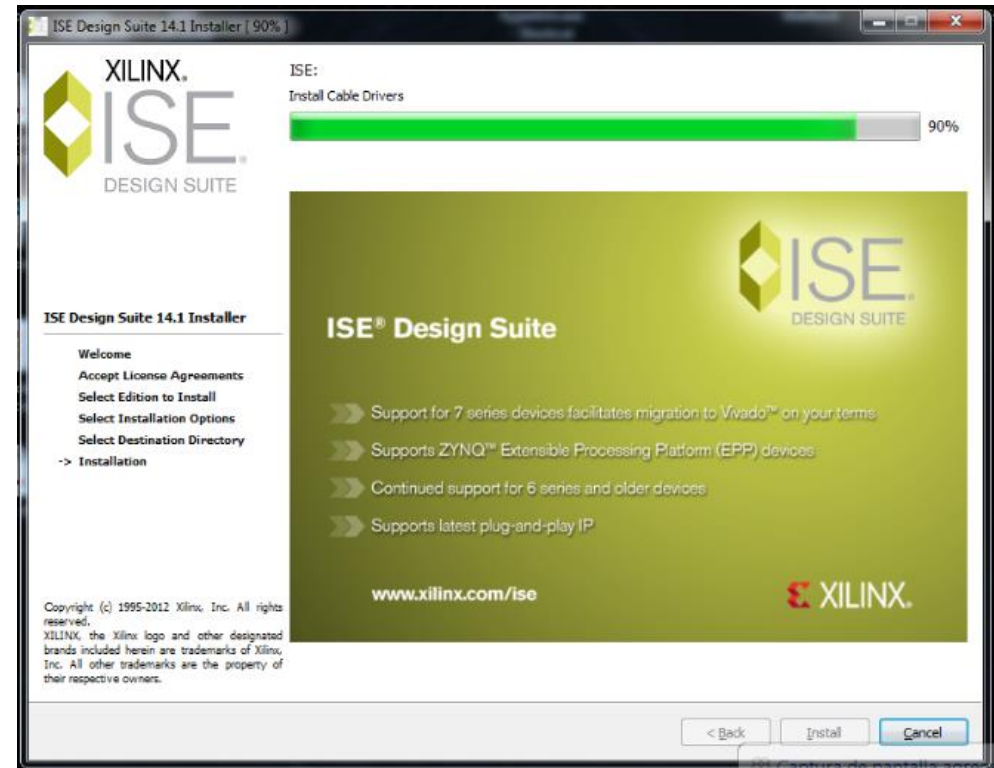 ISE Design Suite 14.1 Installer [ 90% ]
XILINX.
ISE.
DESIGN SUITE
ISE:
Install Cable Drivers
90%
ISE Design Suite 14.1 Installer
Welcome
Accept License Agreements
Select Edition to Install
Select Installation Options
Select Destination Directory
-> Installation
ISE.
DESIGN SUITE
ISE® Design Suite
Support for 7 series devices facilitates migration to Vivado™ on your terms
Supports ZYNQ™ Extensible Processing Platform (EPP) devices
Continued support for 6 series and older devices
Supports latest plug-and-play IP
www.xilinx.com/ise
XILINX.
Copyright (c) 1995-2012 Xilinx, Inc. All rights
reserved.
XILINX, the Xilinx logo and other designated
brands included herein are trademarks of Xilinx,
Inc. All other trademarks are the property of
their respective owners.
< Back
Install
Cancel
Captura de pantalla